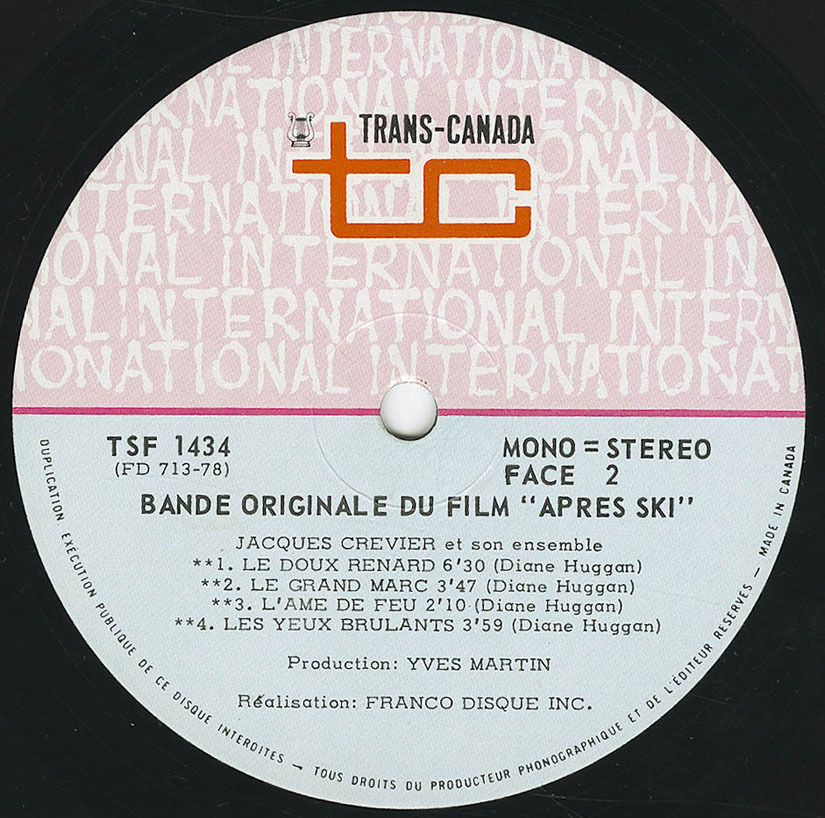 INTERNATIONAL INTERNATIONAL
TRANS-CANADA
tc
TSF 1434
(FD 713-78)
MONO = STEREO
FACE 2
BANDE ORIGINALE DU FILM "APRES SKI"
JACQUES CREVIER et son ensemble
**1. LE DOUX RENARD 6'30 (Diane Huggan)
**2. LE GRAND MARC 3'47 (Diane Huggan)
**3. L'AME DE FEU 2'10 (Diane Huggan)
**4. LES YEUX BRULANTS 3'59 (Diane Huggan)
Production: YVES MARTIN
Réalisation: FRANCO DISQUE INC.
DUPLICATION EXÉCUTION PUBLIQUE DE CE DISQUE INTERDITES — TOUS DROITS DU PRODUCTEUR PHONOGRAPHIQUE ET DE L'ÉDITEUR RESERVÉS — MADE IN CANADA